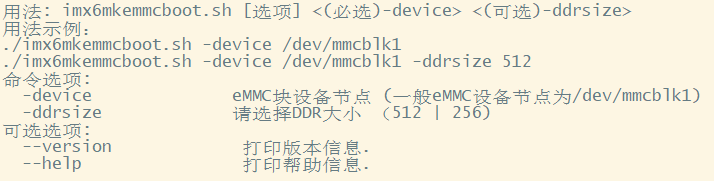 用法: imx6mkemmcboot.sh [选项] <(必选)-device> <(可选)-ddrsize>
用法示例:
./imx6mkemmcboot.sh -device /dev/mmcblk1
./imx6mkemmcboot.sh -device /dev/mmcblk1 -ddrsize 512
命令选项:
-device eMMC块设备节点 (一般eMMC设备节点为/dev/mmcblk1)
-ddrsize 请选择DDR大小 （512 | 256)
可选选项:
--version 打印版本信息.
--help 打印帮助信息.